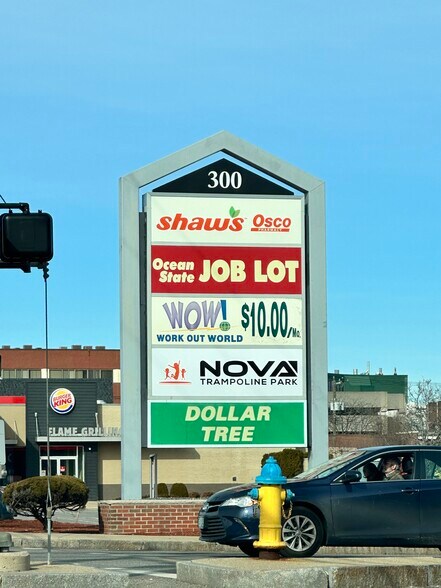 300
shaw's Osco
PHARMACY
Ocean State JOB LOT
WOW! $10.00/Mo.
WORK OUT WORLD
NOVA
TRAMPOLINE PARK
DOLLAR
TREE
BURGER
KING
FLAME GRILLING